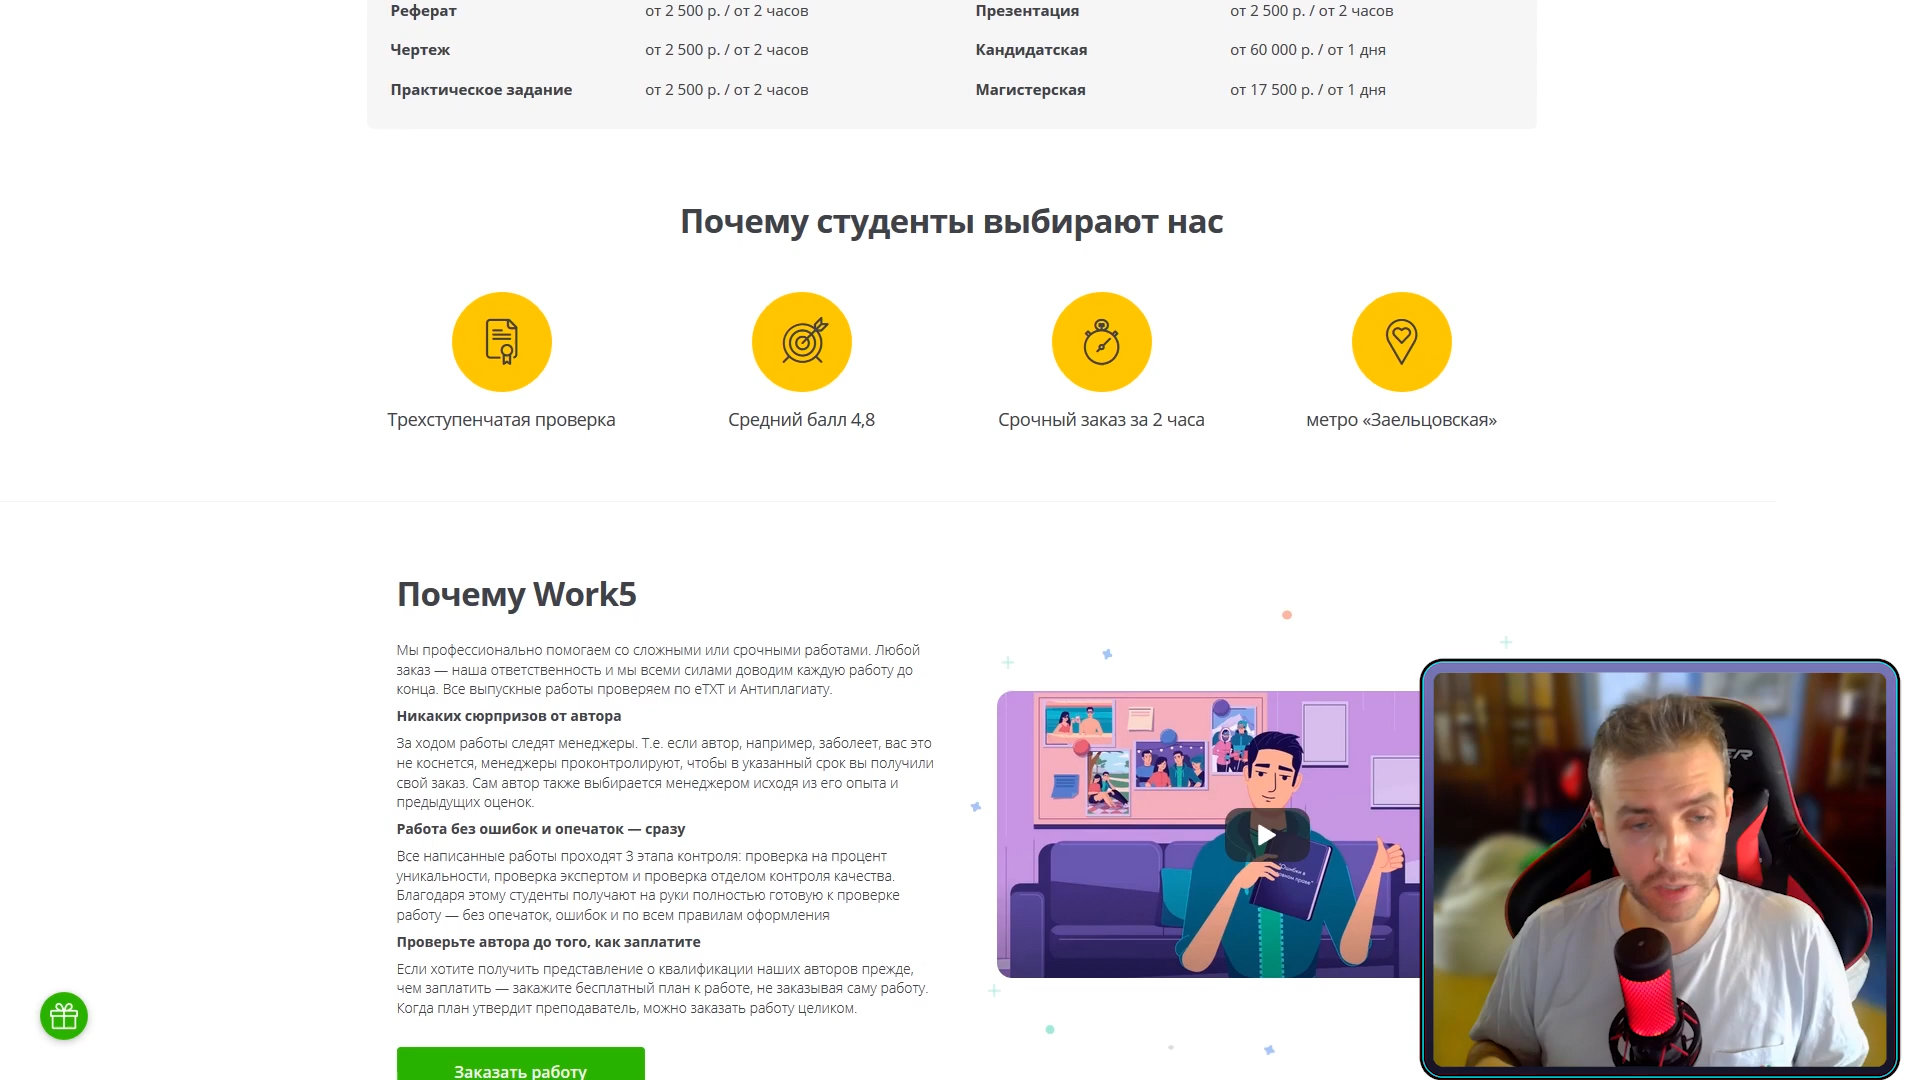 Реферат от 2 500 р. / от 2 часов Презентация от 2 500 р. / от 2 часов
Чертеж от 2 500 р. / от 2 часов Кандидатская от 60 000 р. / от 1 дня
Практическое задание от 2 500 р. / от 2 часов Магистерская от 17 500 р. / от 1 дня
Почему студенты выбирают нас
Трехступенчатая проверка
Средний балл 4,8
Срочный заказ за 2 часа
метро «Заельцовская»
Почему Work5
Мы профессионально помогаем со сложными или срочными работами. Любой
заказ — наша ответственность и мы всеми силами доводим каждую работу до
конца. Все выпускные работы проверяем по еТХТ и Антиплагиату.
Никаких сюрпризов от автора
За ходом работы следят менеджеры. Т.е. если автор, например, заболеет, вас это
не коснется, менеджеры проконтролируют, чтобы в указанный срок вы получили
свой заказ. Сам автор также выбирается менеджером исходя из его опыта и
предыдущих оценок.
Работа без ошибок и опечаток — сразу
Все написанные работы проходят 3 этапа контроля: проверка на процент
уникальности, проверка экспертом и проверка отделом контроля качества.
Благодаря этому студенты получают на руки полностью готовую к проверке
работу — без опечаток, ошибок и по всем правилам оформления
Проверьте автора до того, как заплатите
Если хотите получить представление о квалификации наших авторов прежде,
чем заплатить — закажите бесплатный план к работе, не заказывая саму работу.
Когда план утвердит преподаватель, можно заказать работу целиком.
Заказать работу